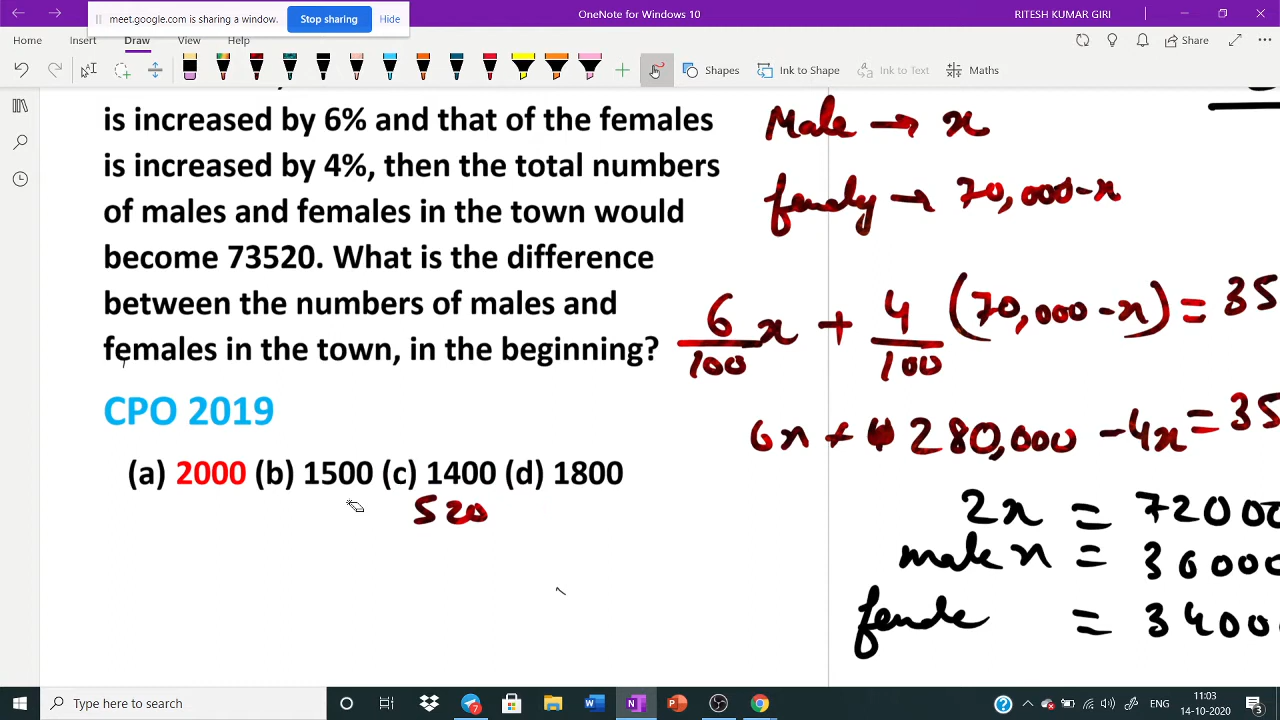 meet.google.com is sharing a window.
Stop sharing
Hide
OneNote for Windows 10
RITESH KUMAR GIRI
Home
Insert
Draw
View
Help
Share
Shapes
Ink to Shape
Ink to Text
Maths
is increased by 6% and that of the females
is increased by 4%, then the total numbers
of males and females in the town would
become 73520. What is the difference
between the numbers of males and
females in the town, in the beginning?
CPO 2019
(a) 2000 (b) 1500 (c) 1400 (d) 1800
520
Male → x
→ 70,000-x
6/100 x + 4/100 (70,000-x) = 35
6x + 280,000 - 4x = 35
2x = 72000
male x = 36000
= 34000
Type here to search
ENG
11:03
14-10-2020